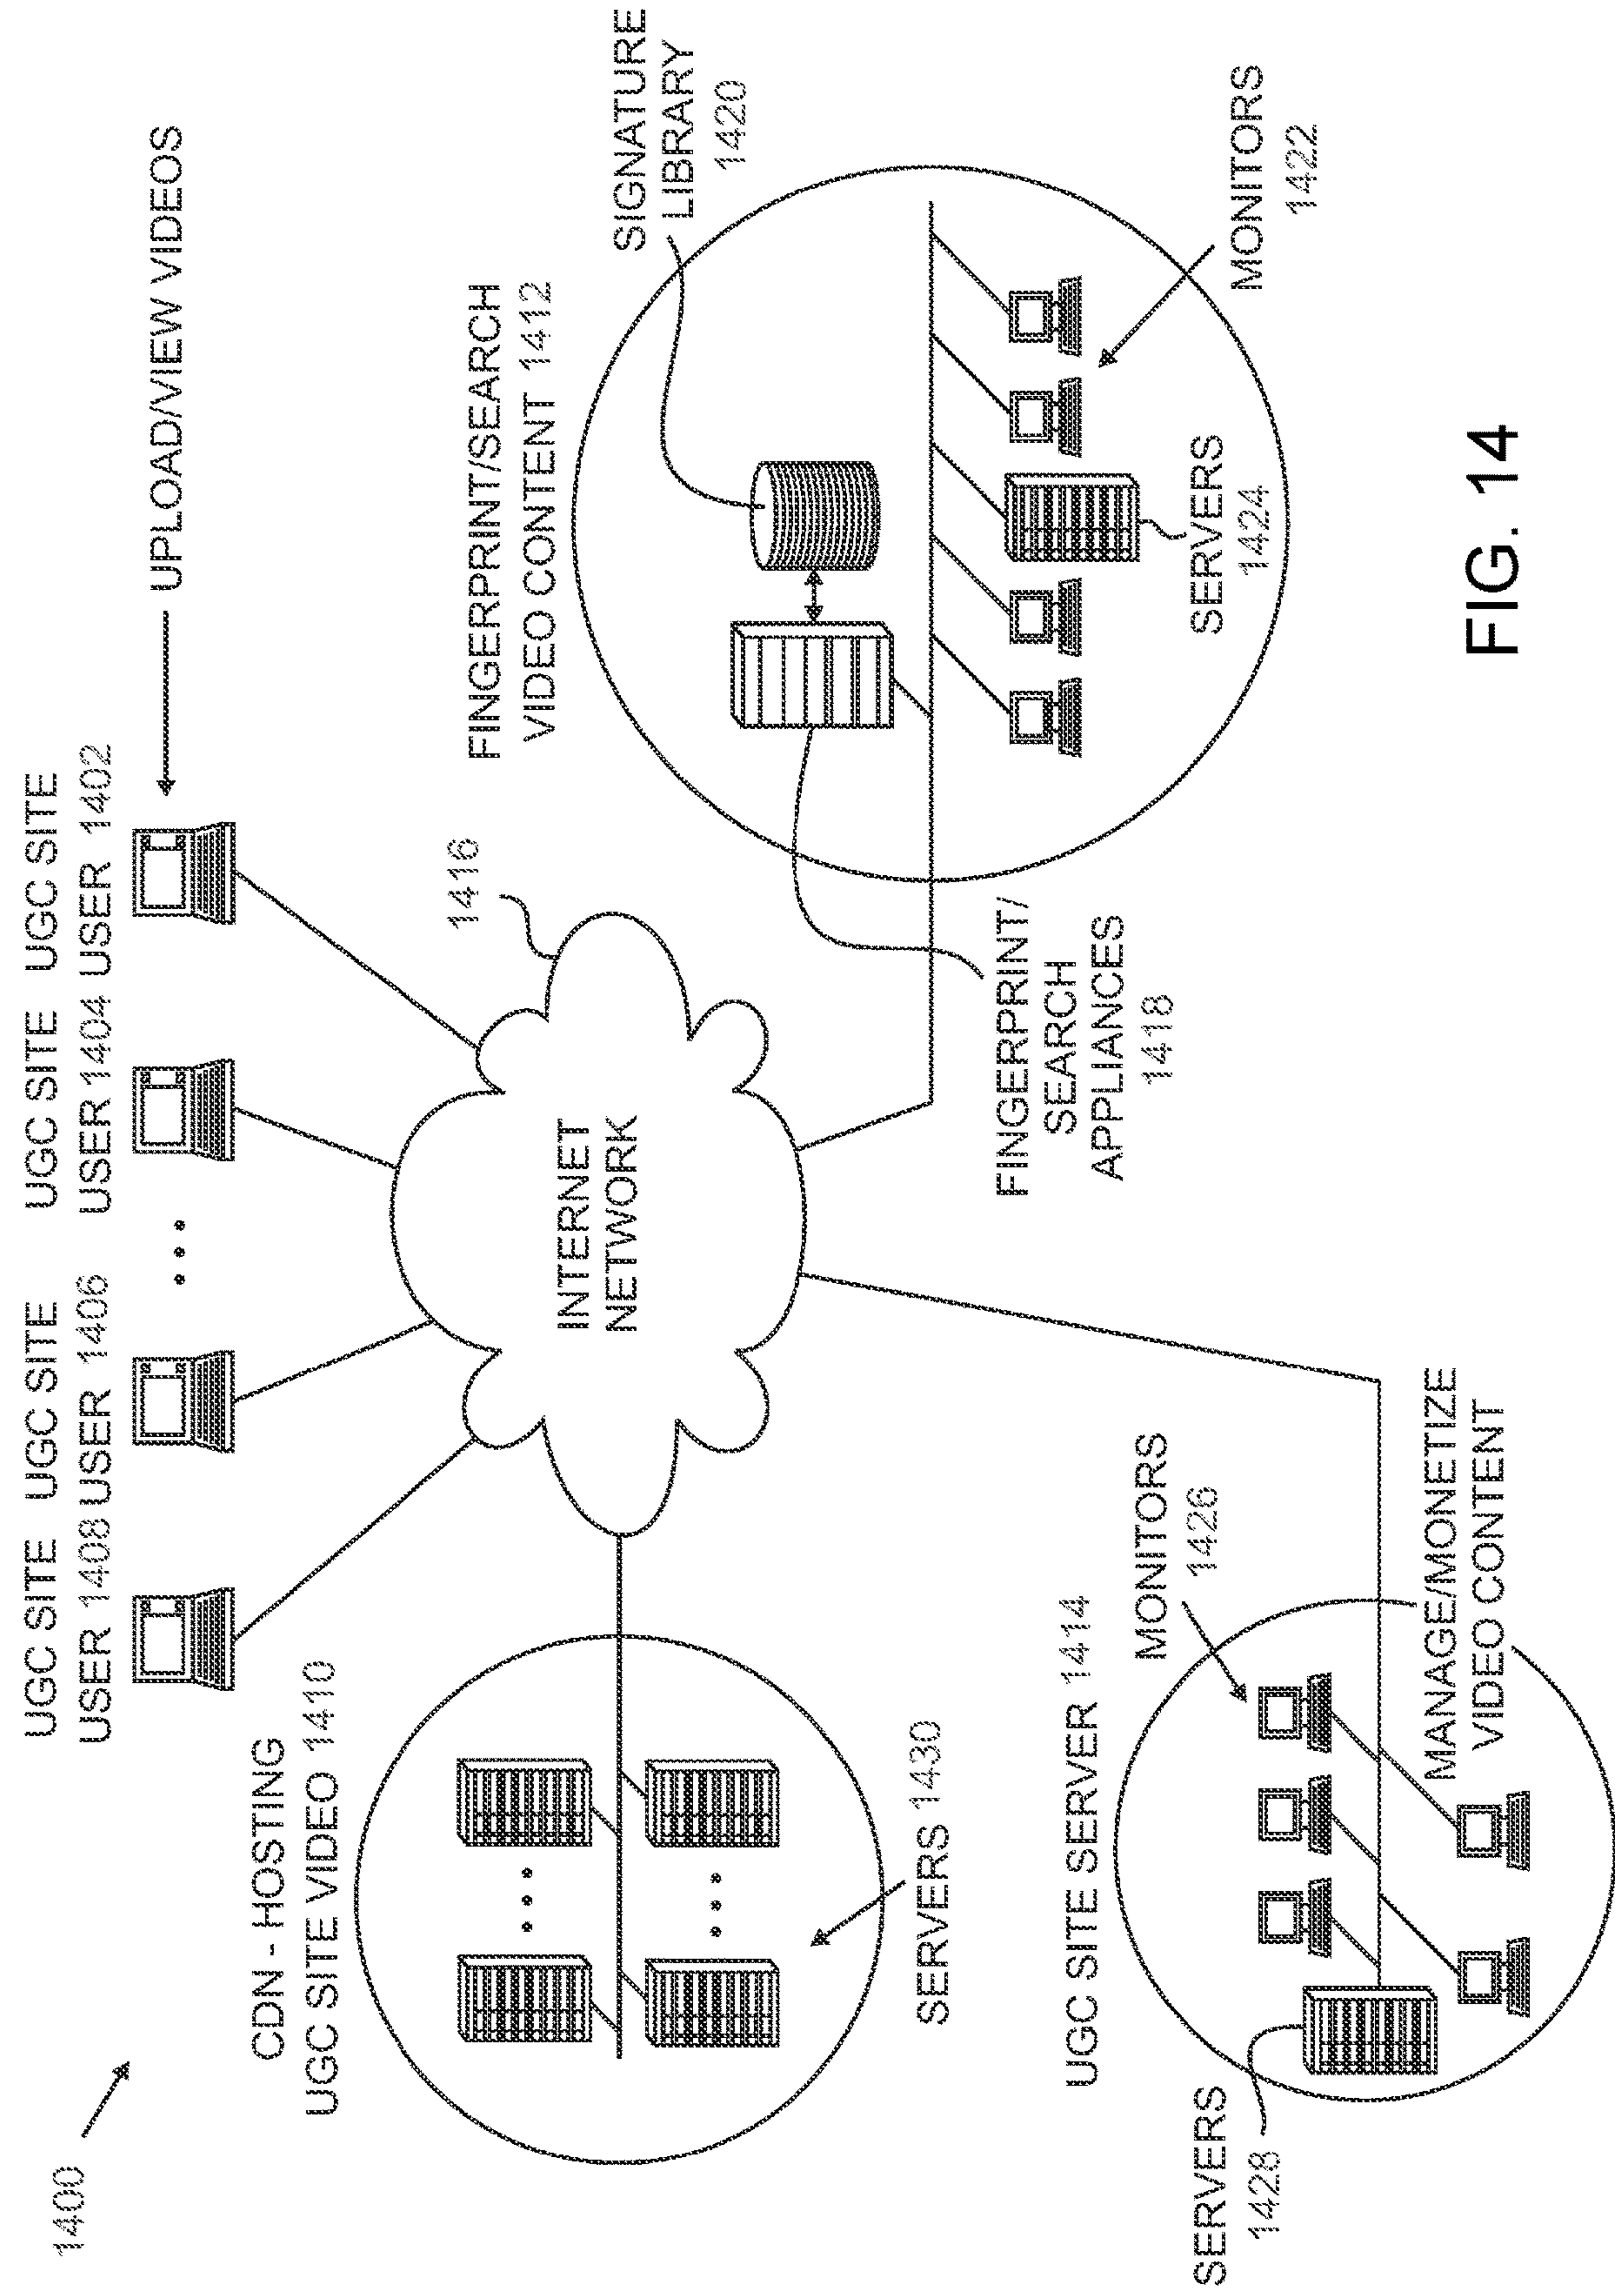 1400
UGC SITE
USER 1408
UGC SITE
USER 1406
UGC SITE
USER 1404
UGC SITE
USER 1402
UPLOAD/VIEW VIDEOS
CDN - HOSTING
UGC SITE VIDEO 1410
SERVERS 1430
INTERNET
NETWORK
1416
FINGERPRINT/SEARCH
VIDEO CONTENT 1412
SIGNATURE
LIBRARY
1420
FINGERPRINT/
SEARCH
APPLIANCES
1418
SERVERS
1424
MONITORS
1422
UGC SITE SERVER 1414
MONITORS
1426
SERVERS
1428
MANAGE/MONETIZE
VIDEO CONTENT
FIG. 14